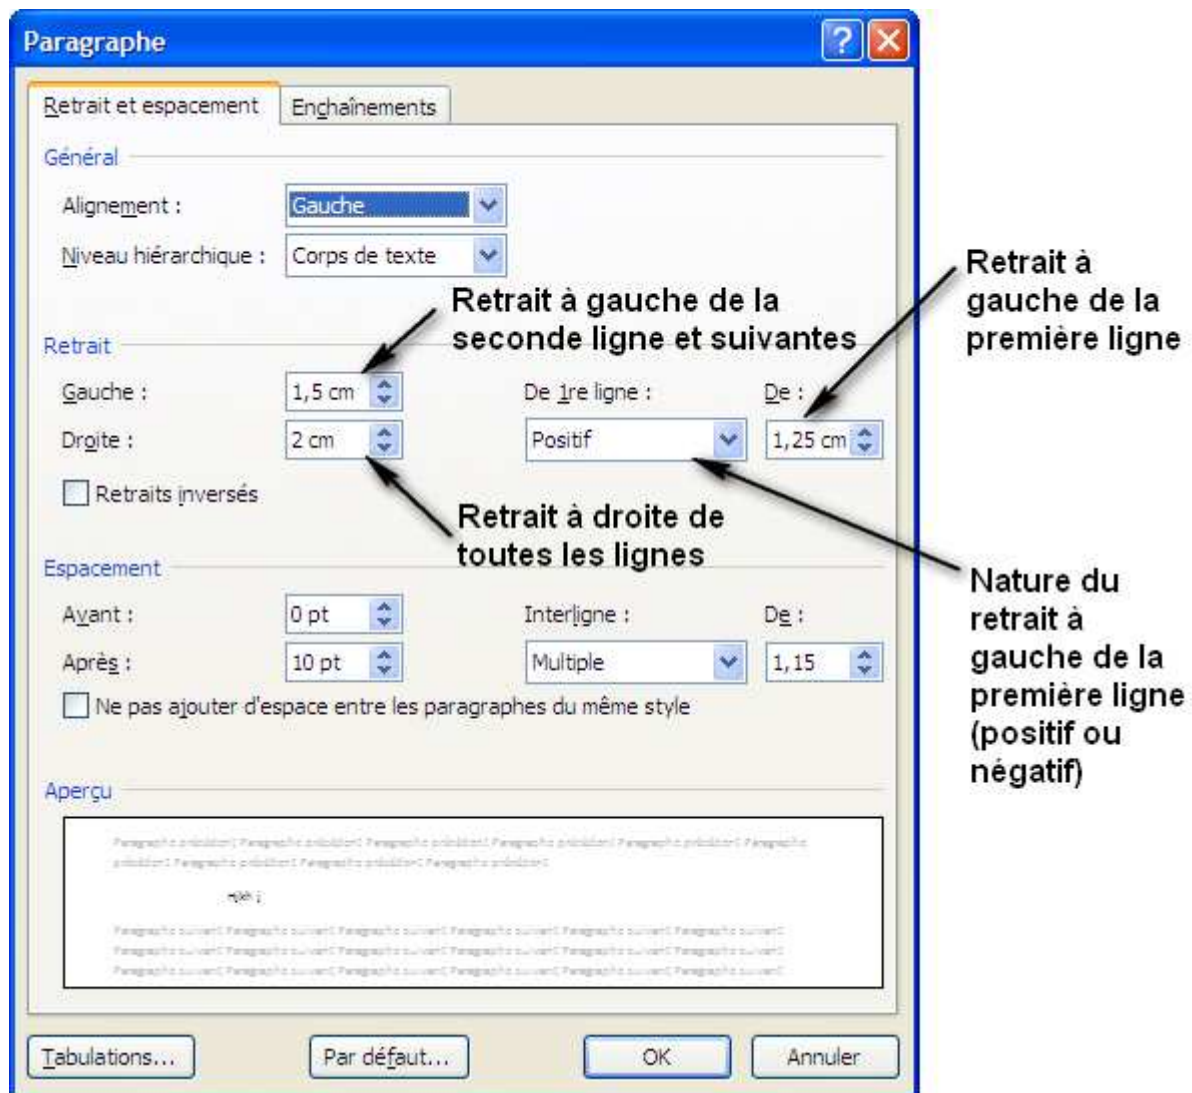 Paragraphe
Retrait et espacement
Enchaînements
Général
Alignement :
Gauche
Niveau hiérarchique :
Corps de texte
Retrait à gauche de la
seconde ligne et suivantes
Retrait à
gauche de la
première ligne
Retrait
Gauche :
1,5 cm
De 1re ligne :
De :
Droite :
2 cm
Positif
1,25 cm
Retraits inversés
Retrait à droite de
toutes les lignes
Nature du
retrait à
gauche de la
première ligne
(positif ou
négatif)
Espacement
Avant :
0 pt
Interligne :
De :
Après :
10 pt
Multiple
1,15
Ne pas ajouter d'espace entre les paragraphes du même style
Aperçu
Tabulations...
Par défaut...
OK
Annuler